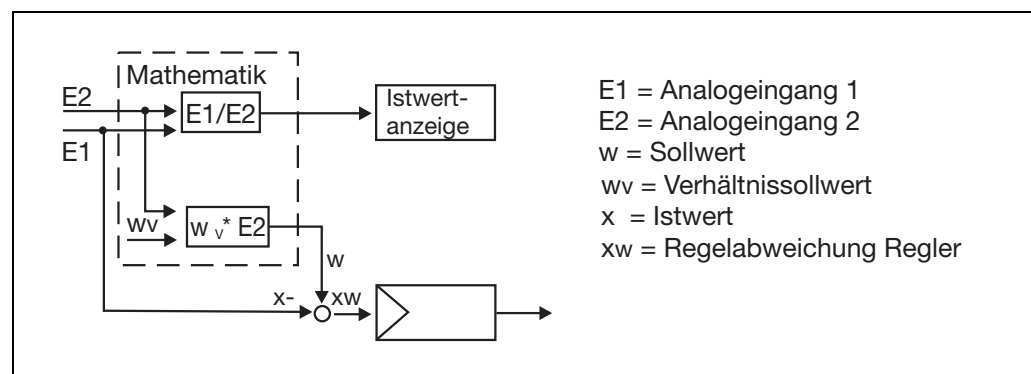 Mathematik
E2
E1
E1/E2
Istwert-
anzeige
wv
w v* E2
w
x-
xw
E1 = Analogeingang 1
E2 = Analogeingang 2
w = Sollwert
wv = Verhältnissollwert
x = Istwert
xw = Regelabweichung Regler